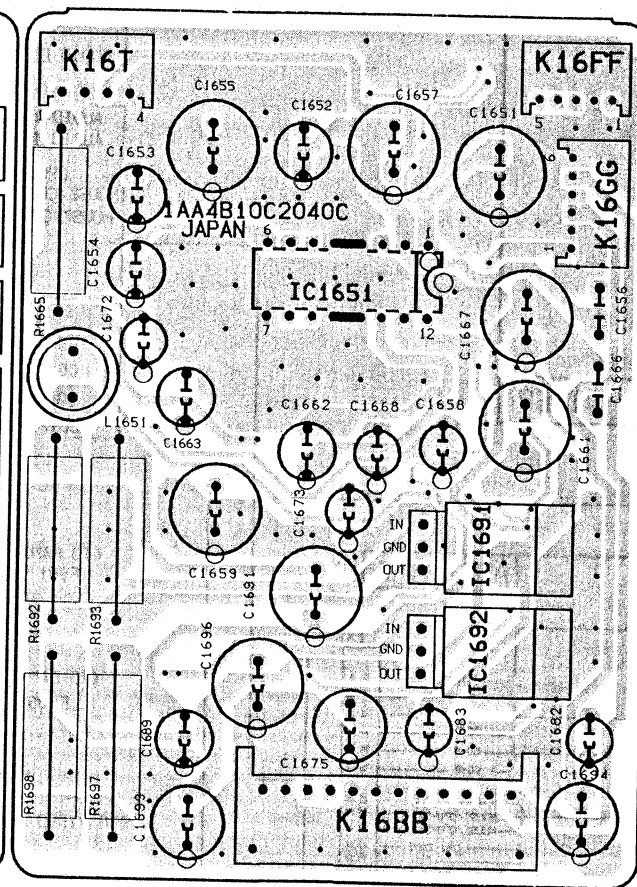 K16T
K16FF
C1655
C1652
C1657
C1651
1
4
5
1
C1653
6
K16GG
1
1AA4B10C2040C
JAPAN
6
1
C1654
IC1651
R1665
C1672
7
12
C1667
C1656
C1666
L1651
C1663
C1662
C1668
C1658
C1661
C1673
IN
GND
OUT
IC1691
C1659
C1691
R1692
R1693
IN
GND
OUT
IC1692
C1696
C1689
C1675
C1683
C1682
C1694
R1698
R1697
C1699
K16BB